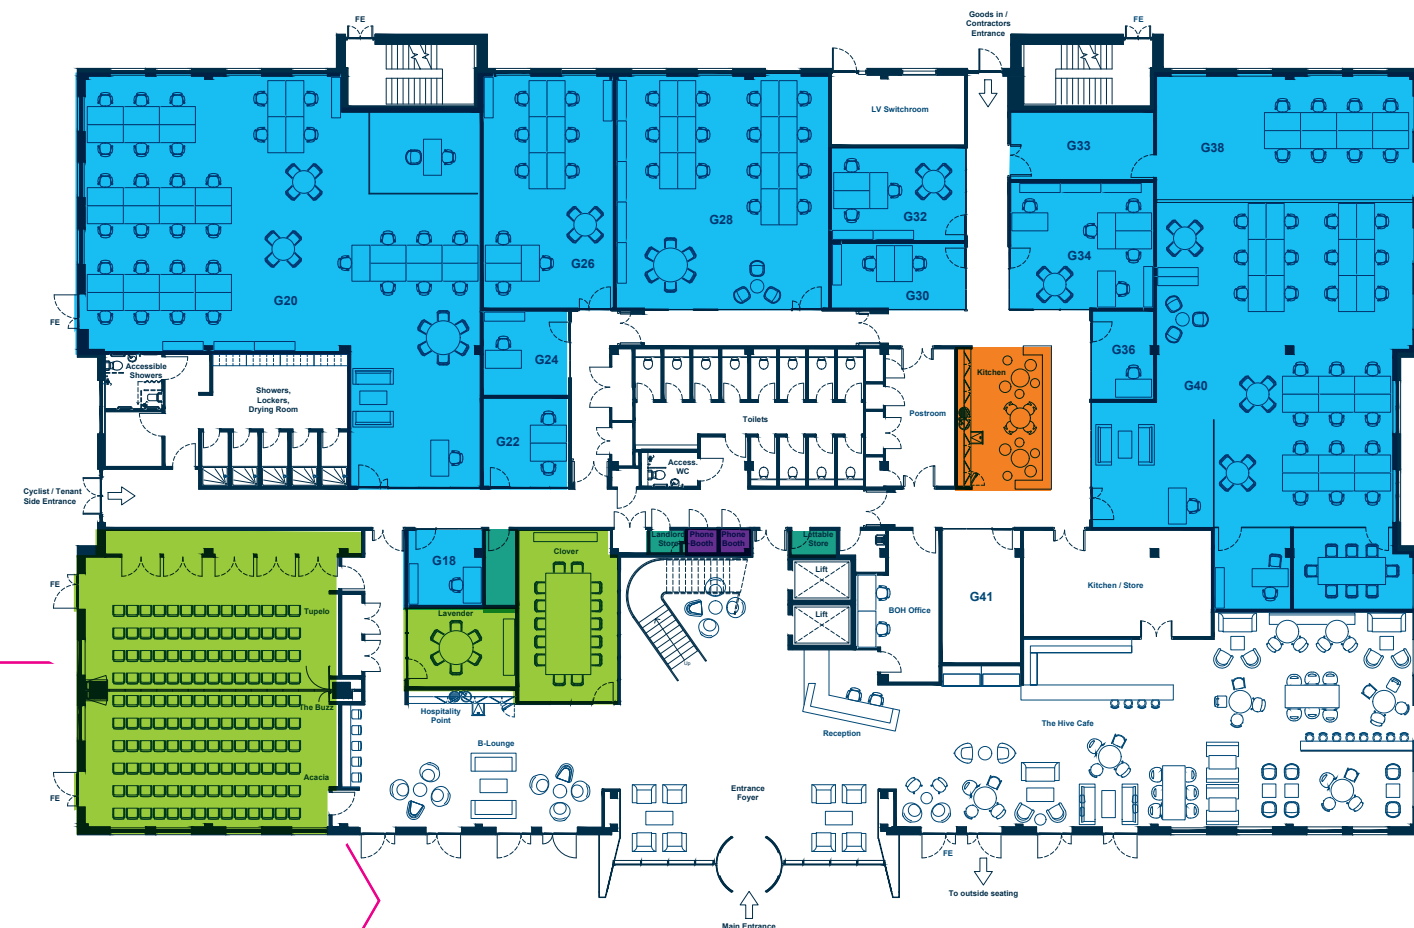 FE
Goods in /
Contractors
Entrance
FE
LV Switchroom
G33
G38
G32
G28
G26
G34
G30
G20
FE
G24
G36
G40
Accessible
Showers
Showers,
Lockers,
Drying Room
Kitchen
Postroom
Toilets
G22
Access.
WC
Cyclist / Tenant
Side Entrance
Landlord
Store
Phone
Booth
Phone
Booth
Lettable
Store
Clover
G18
Lift
Kitchen / Store
FE
G41
BOH Office
Lift
Tupelo
Lavender
Up
The Buzz
Hospitality
Point
The Hive Cafe
Reception
B-Lounge
Acacia
Entrance
Foyer
FE
FE
To outside seating
Main Entrance